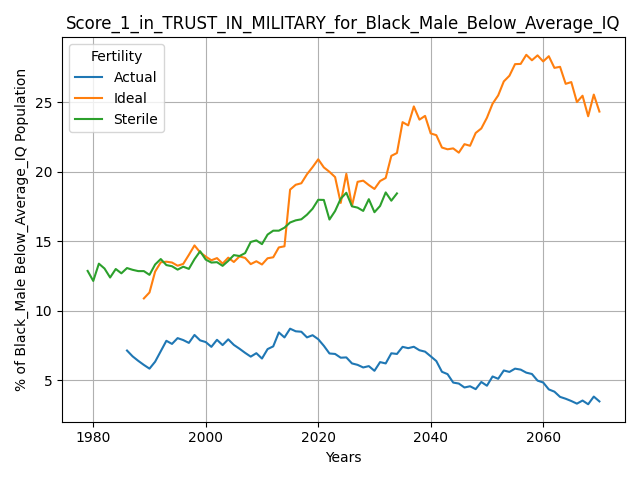 Score_1_in_TRUST_IN_MILITARY_for_Black_Male_Below_Average_IQ
Fertility
Actual
Ideal
Sterile
% of Black_Male Below_Average_IQ Population
25
20
15
10
5
1980 2000 2020 2040 2060
Years